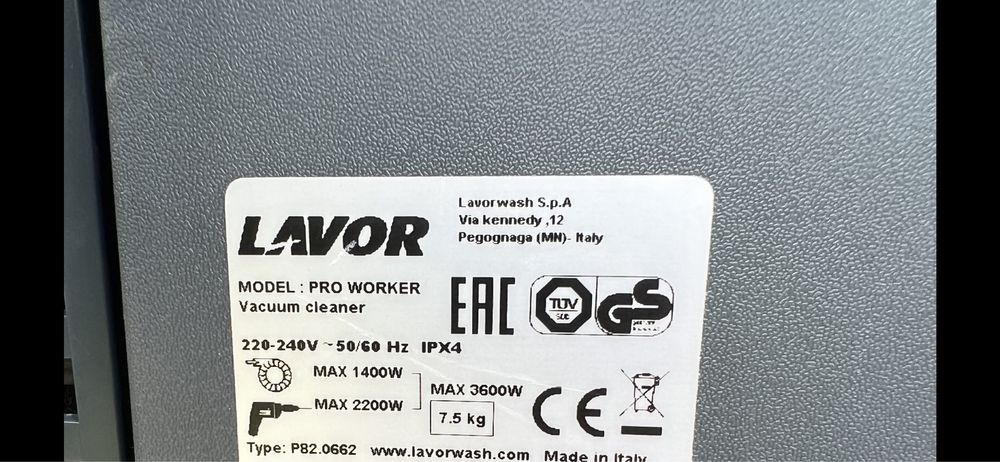 LAVOR
Lavorwash S.p.A
Via kennedy ,12
Pegognaga (MN)- Italy
MODEL : PRO WORKER
Vacuum cleaner
EAC
TÜV
SÜD
GS
220-240V ~ 50/60 Hz IPX4
MAX 1400W
MAX 2200W
MAX 3600W
7.5 kg
CE
Type: P82.0662 www.lavorwash.com Made in Italy